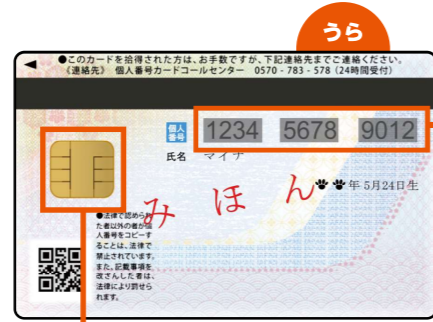 うら
●このカードを拾得された方は、お手数ですが、下記連絡先までご連絡ください。
《連絡先》 個人番号カードコールセンター 0570 - 783 - 578 (24時間受付)
個人番号 1234 5678 9012
氏名 マイナ
年 5月24日生
みほん
●法律で認められ
た者以外の者が個
人番号をコピーす
ることは、法律で
禁止されています。
また、記載事項を
改ざんした者は、
法律により罰せら
れます。